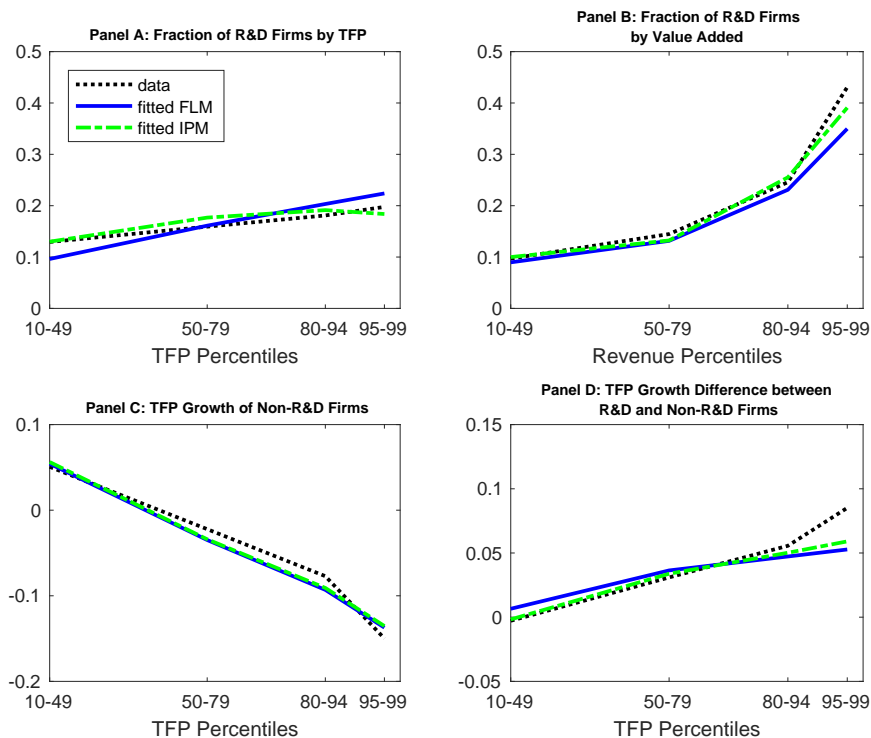 Panel A: Fraction of R&D Firms by TFP
0.5
0.4
0.3
0.2
0.1
0
data
fitted FLM
fitted IPM
10-49
50-79
80-94
95-99
TFP Percentiles
Panel B: Fraction of R&D Firms
by Value Added
0.5
0.4
0.3
0.2
0.1
0
10-49
50-79
80-94
95-99
Revenue Percentiles
Panel C: TFP Growth of Non-R&D Firms
0.1
0
-0.1
-0.2
10-49
50-79
80-94
95-99
TFP Percentiles
Panel D: TFP Growth Difference between
R&D and Non-R&D Firms
0.15
0.1
0.05
0
-0.05
10-49
50-79
80-94
95-99
TFP Percentiles